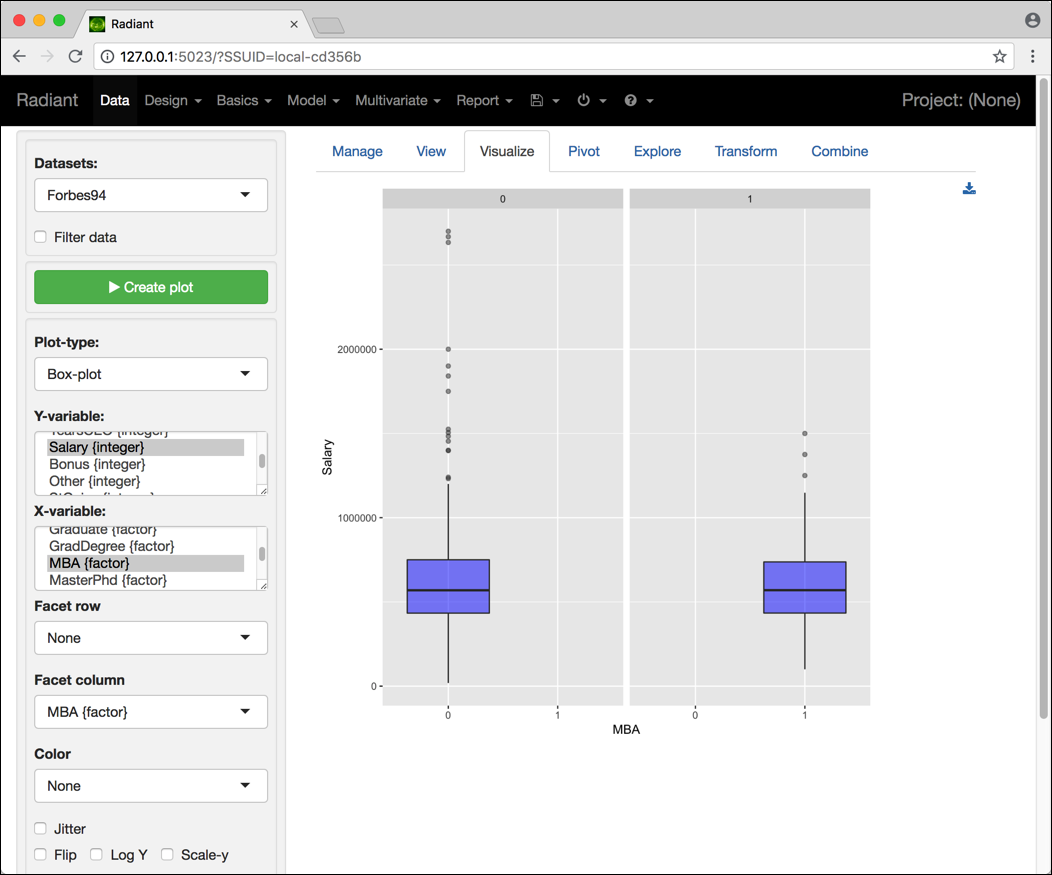 Radiant
127.0.0.1:5023/?SSUID=local-cd356b
Radiant Data Design Basics Model Multivariate Report Project: (None)
Datasets:
Forbes94
Filter data
Create plot
Plot-type:
Box-plot
Y-variable:
YearsCEO {integer}
Salary {integer}
Bonus {integer}
Other {integer}
X-variable:
Graduate {factor}
GradDegree {factor}
MBA {factor}
MasterPhd {factor}
Facet row
None
Facet column
MBA {factor}
Color
None
Jitter
Flip Log Y Scale-y
Manage View Visualize Pivot Explore Transform Combine
0 1
2000000
1000000
0
Salary
0 1 0 1
MBA